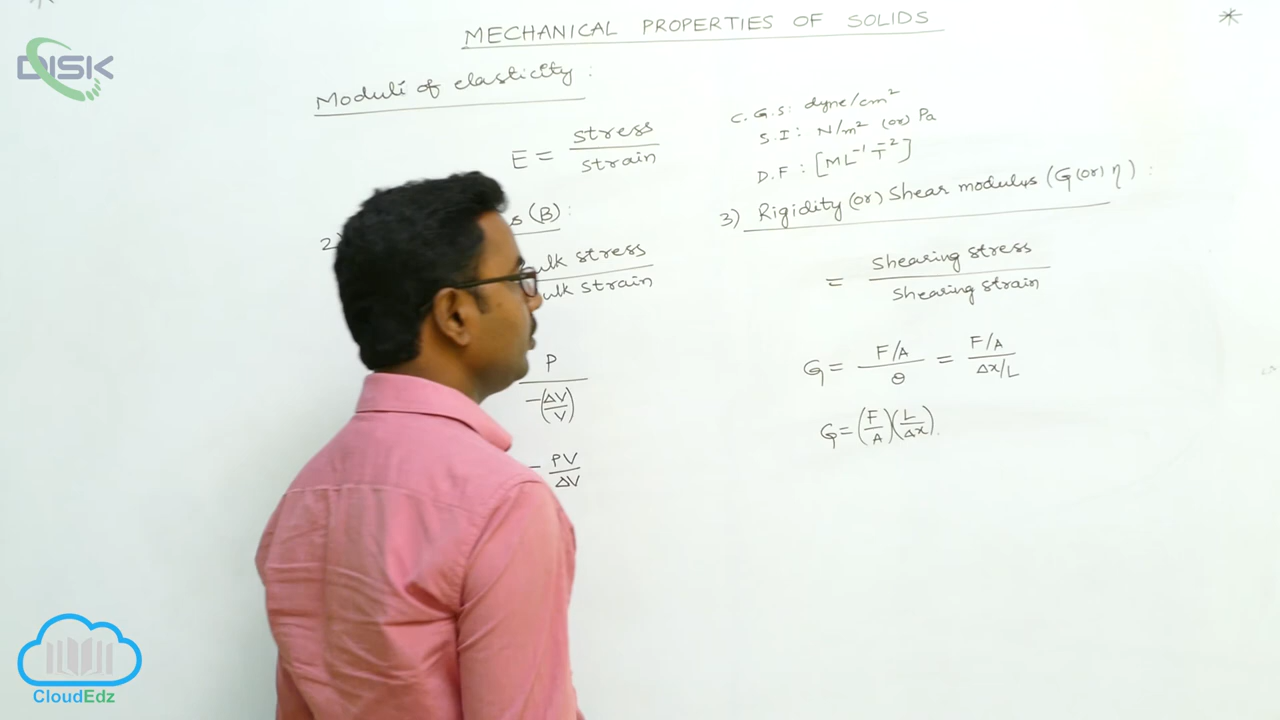 MECHANICAL PROPERTIES OF SOLIDS
DISK
Moduli of elasticity :
E = stress / strain
C.G.S: dyne/cm²
S.I: N/m² (or) Pa
D.F : [ML⁻¹T⁻²]
2)
s (B) :
ulk stress / ulk strain
P / -(ΔV/V)
- PV/ΔV
3) Rigidity (or) Shear modulus (G (or) η) :
= Shearing stress / Shearing strain
G = F/A / θ = F/A / Δx/L
G = (F/A)(L/Δx).
CloudEdz